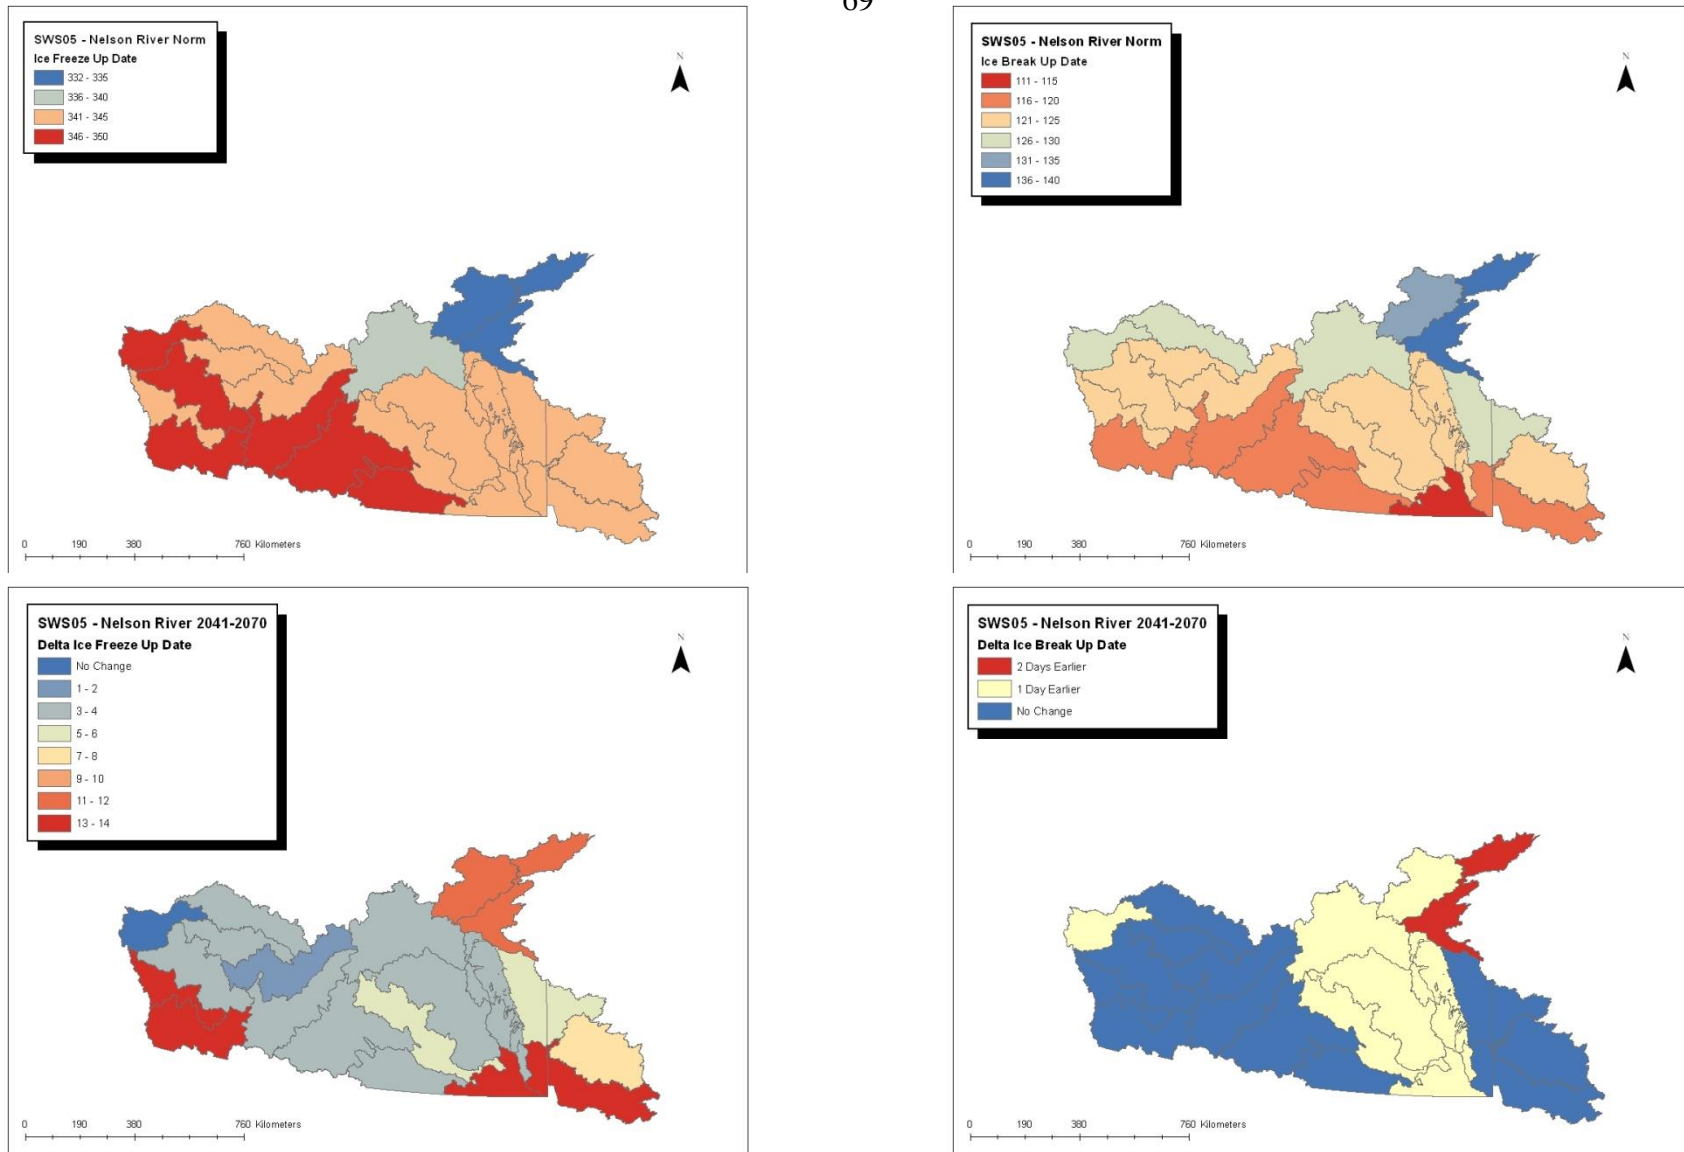 69
SWS05 - Nelson River Norm
Ice Freeze Up Date
332 - 335
336 - 340
341 - 345
346 - 350
N
0 190 380 760 Kilometers
SWS05 - Nelson River Norm
Ice Break Up Date
111 - 115
116 - 120
121 - 125
126 - 130
131 - 135
136 - 140
N
0 190 380 760 Kilometers
SWS05 - Nelson River 2041-2070
Delta Ice Freeze Up Date
No Change
1 - 2
3 - 4
5 - 6
7 - 8
9 - 10
11 - 12
13 - 14
N
0 190 380 760 Kilometers
SWS05 - Nelson River 2041-2070
Delta Ice Break Up Date
2 Days Earlier
1 Day Earlier
No Change
N
0 190 380 760 Kilometers